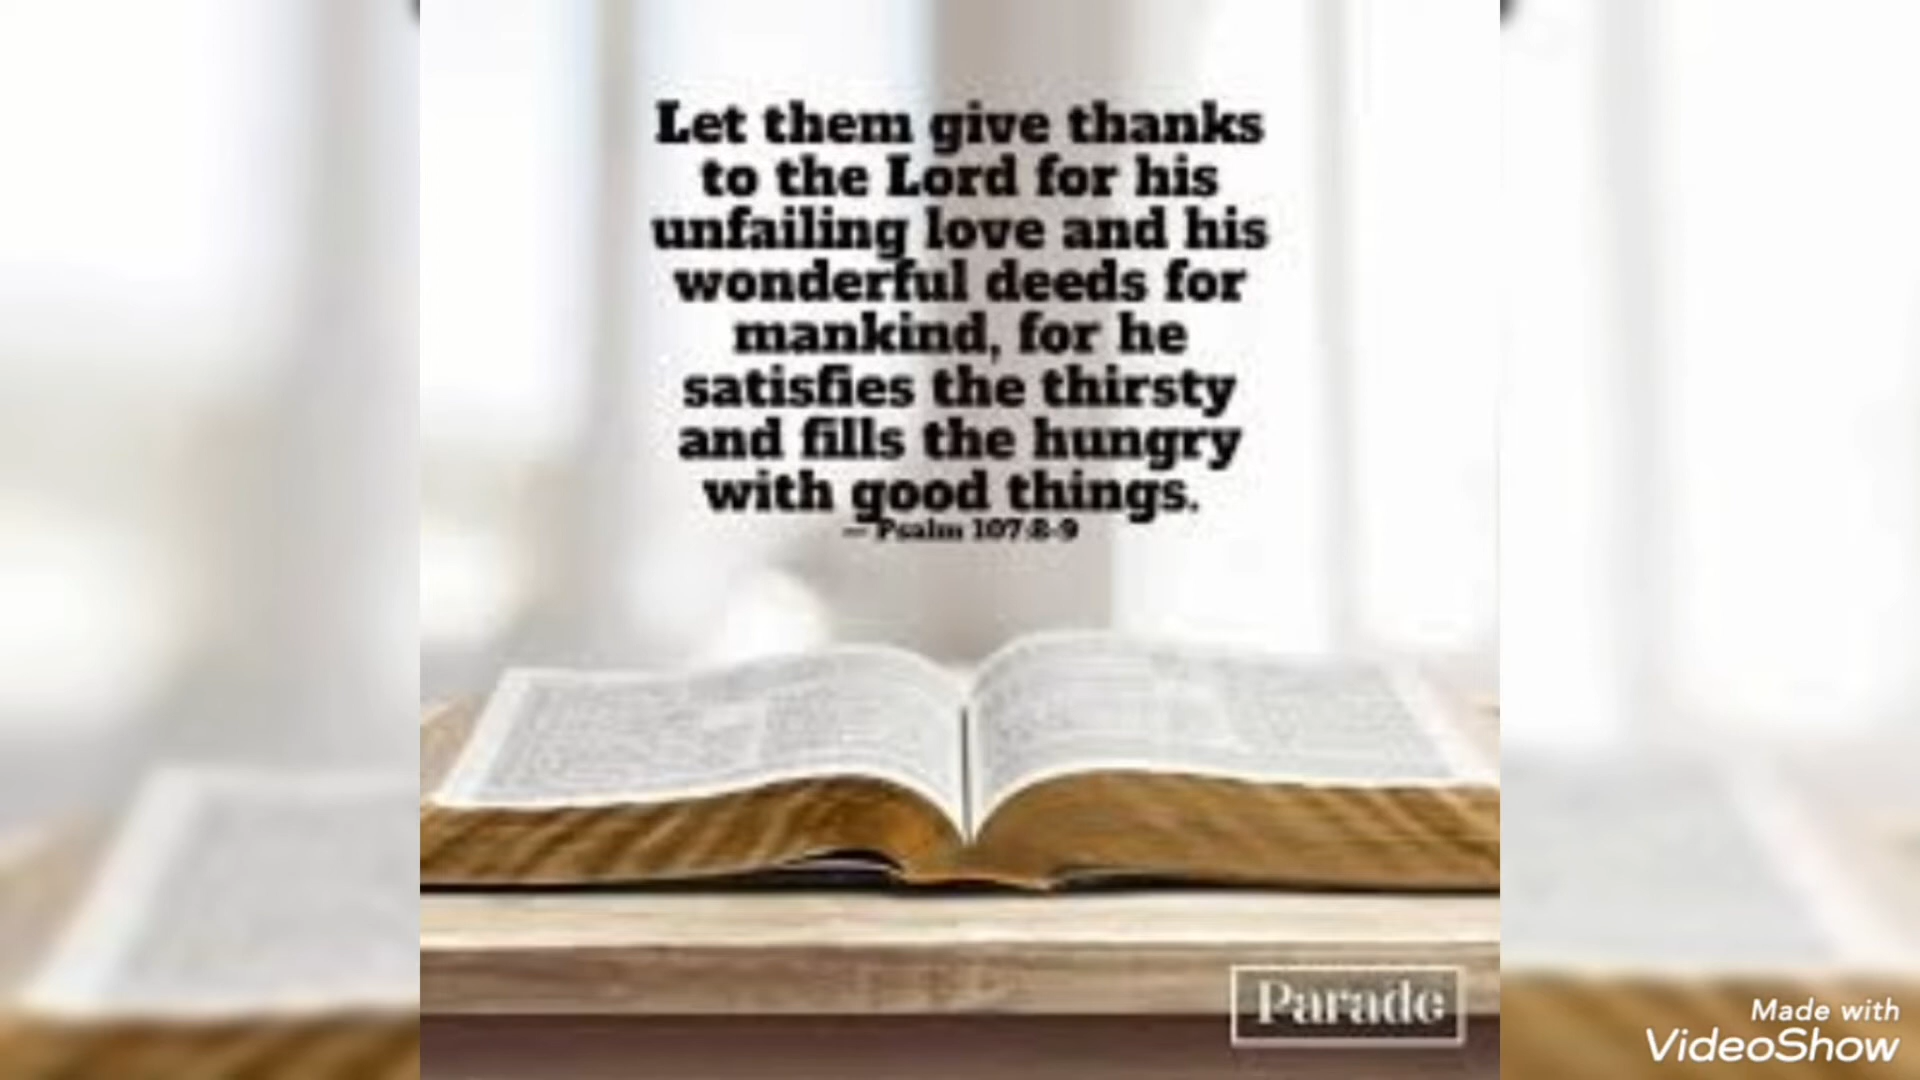 Let them give thanks
to the Lord for his
unfailing love and his
wonderful deeds for
mankind, for he
satisfies the thirsty
and fills the hungry
with good things.
— Psalm 107:8-9
Parade
Made with
VideoShow